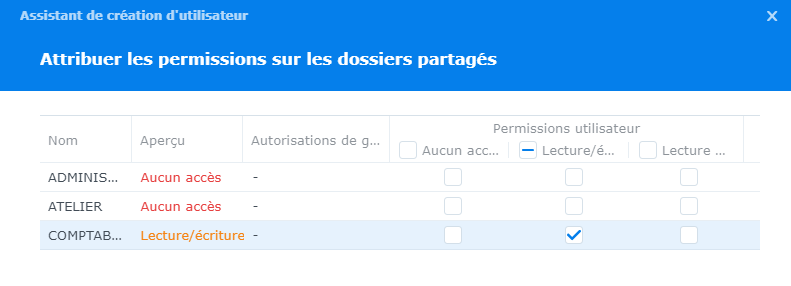 Assistant de création d'utilisateur
Attribuer les permissions sur les dossiers partagés
Permissions utilisateur
Nom Aperçu Autorisations de g... Aucun acc... Lecture/é... Lecture ...
ADMINIS... Aucun accès -
ATELIER Aucun accès -
COMPTAB... Lecture/écriture -